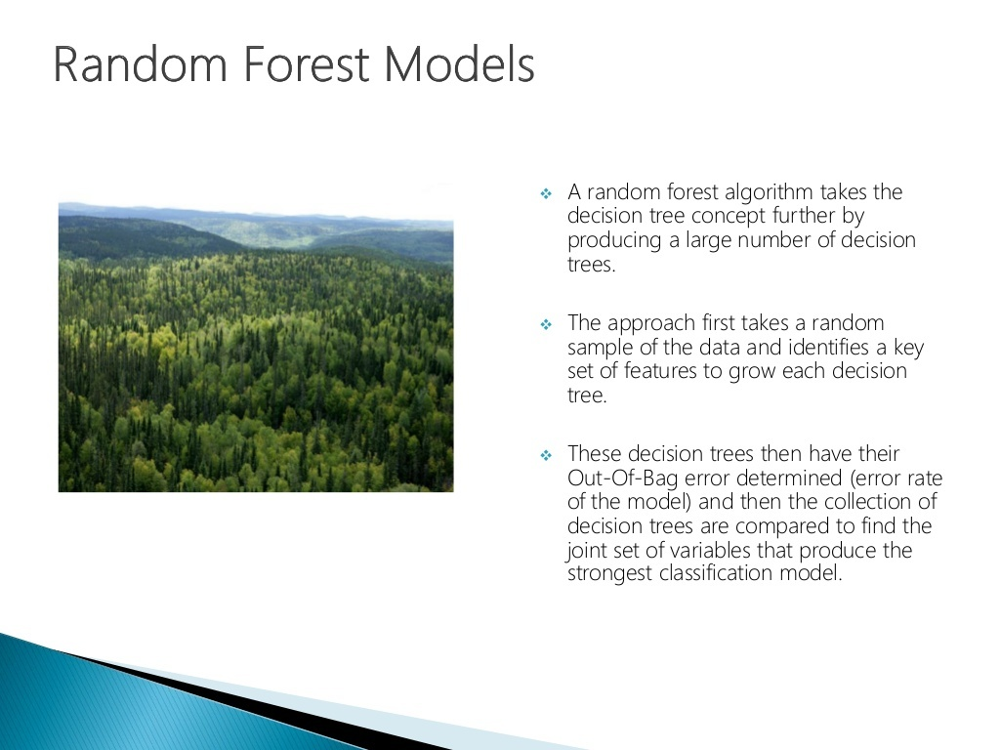 Random Forest Models
A random forest algorithm takes the
decision tree concept further by
producing a large number of decision
trees.
The approach first takes a random
sample of the data and identifies a key
set of features to grow each decision
tree.
These decision trees then have their
Out-Of-Bag error determined (error rate
of the model) and then the collection of
decision trees are compared to find the
joint set of variables that produce the
strongest classification model.